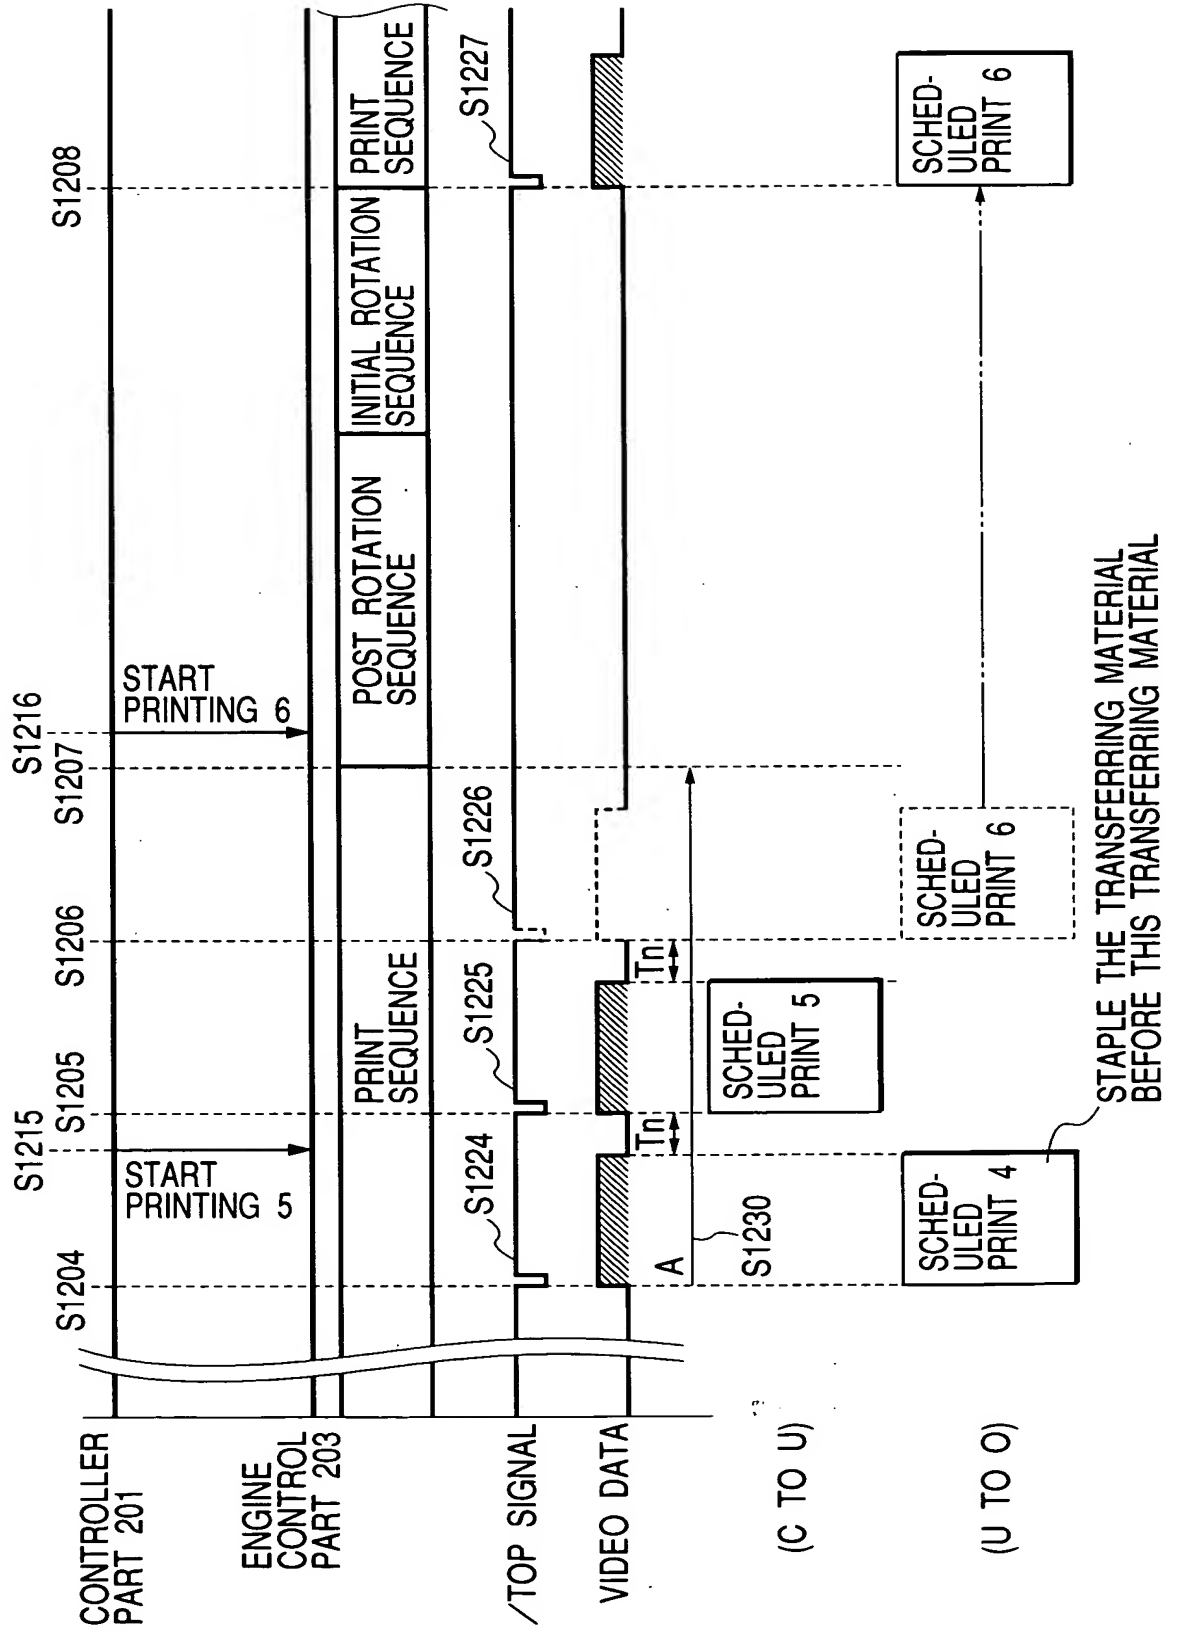 CONTROLLER
PART 201
ENGINE
CONTROL
PART 203
/TOP SIGNAL
VIDEO DATA
(C TO U)
(U TO O)
S1204
S1215
S1205
S1206
S1207
S1216
S1208
START
PRINTING 5
START
PRINTING 6
PRINT
SEQUENCE
POST ROTATION
SEQUENCE
INITIAL ROTATION
SEQUENCE
PRINT
SEQUENCE
S1224
S1225
S1226
S1227
Tn
Tn
A
S1230
SCHED-
ULED
PRINT 5
SCHED-
ULED
PRINT 4
SCHED-
ULED
PRINT 6
SCHED-
ULED
PRINT 6
STAPLE THE TRANSFERRING MATERIAL
BEFORE THIS TRANSFERRING MATERIAL